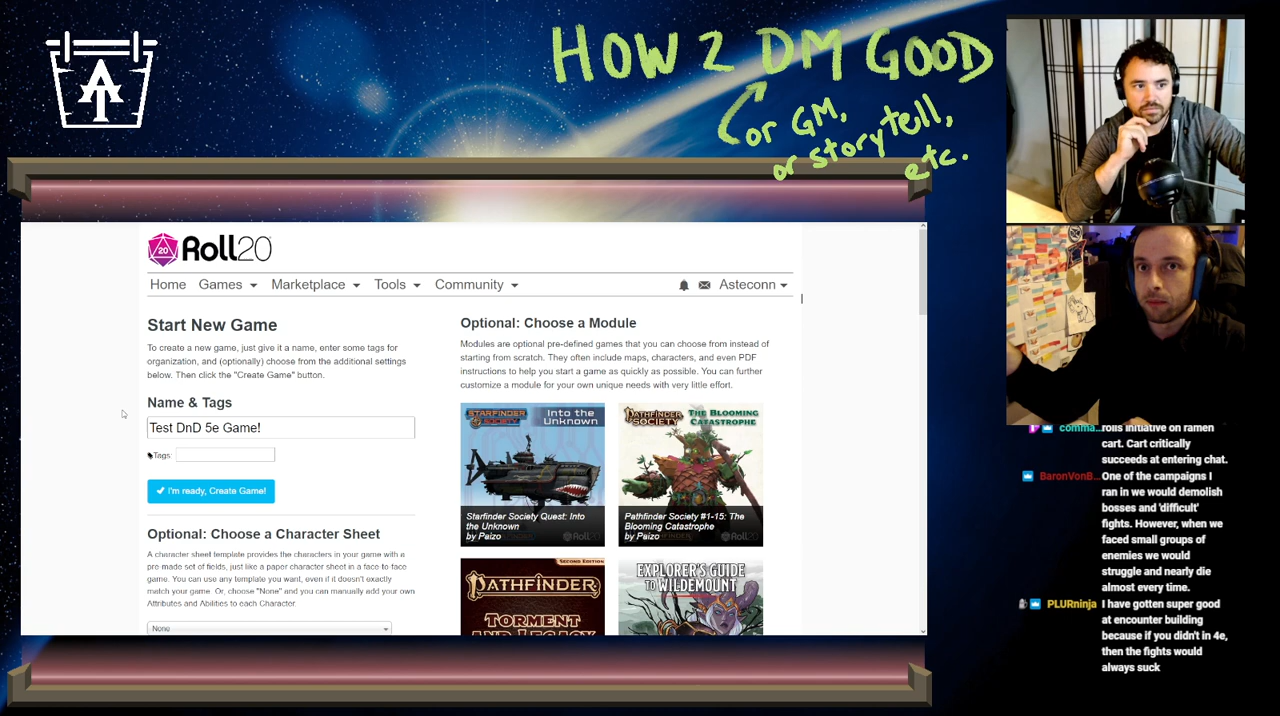 HOW 2 DM GOOD
or GM,
or storytell,
etc.
AT
20 Roll20
Home Games Marketplace Tools Community Asteconn
Start New Game
To create a new game, just give it a name, enter some tags for
organization, and (optionally) choose from the additional settings
below. Then click the "Create Game" button.
Name & Tags
Test DnD 5e Game!
Tags:
I'm ready, Create Game!
Optional: Choose a Character Sheet
A character sheet template provides the characters in your game with a
pre-made set of fields, just like a paper character sheet in a face to face
game. You can use any template you want, even if it doesn't exactly
match your game. Or, choose "None" and you can manually add your own
Attributes and Abilities to each Character.
None
Optional: Choose a Module
Modules are optional pre-defined games that you can choose from instead of
starting from scratch. They often include maps, characters, and even PDF
instructions to help you start a game as quickly as possible. You can further
customize a module for your own unique needs with very little effort.
STARFINDER SOCIETY
Into the
Unknown
Starfinder Society Quest: Into
the Unknown
by Paizo
Roll20
PATHFINDER SOCIETY
THE BLOOMING
CATASTROPHE
Pathfinder Society #1-15: The
Blooming Catastrophe
by Paizo
Roll20
SECOND EDITION
PATHFINDER
TORMENT
AND LEGACY
EXPLORER'S GUIDE
TO WILDEMOUNT
comma... rolls initiative on ramen
cart. Cart critically
succeeds at entering chat.
BaronVonB... One of the campaigns I
ran in we would demolish
bosses and 'difficult'
fights. However, when we
faced small groups of
enemies we would
struggle and nearly die
almost every time.
PLURninja I have gotten super good
at encounter building
because if you didn't in 4e,
then the fights would
always suck